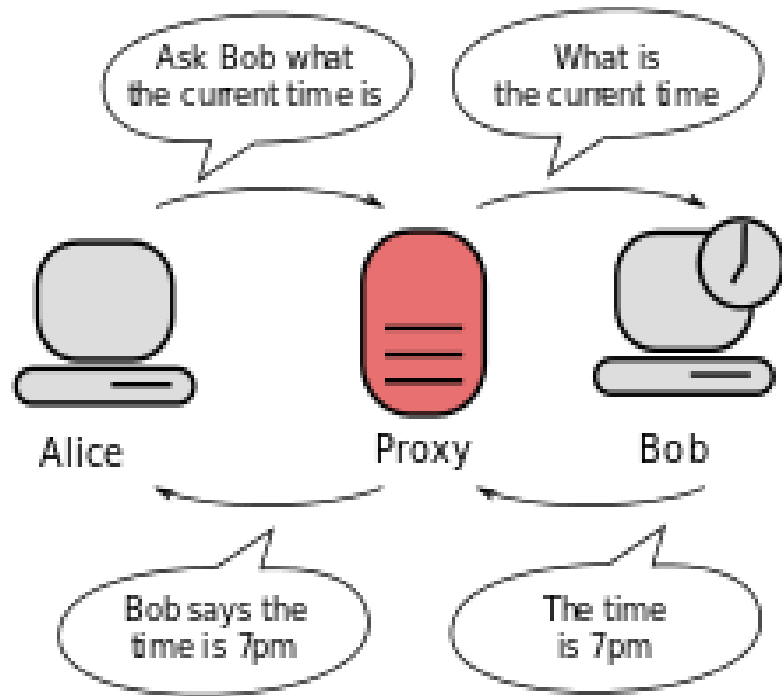 Ask Bob what
the current time is
What is
the current time
Alice
Proxy
Bob
Bob says the
time is 7pm
The time
is 7pm